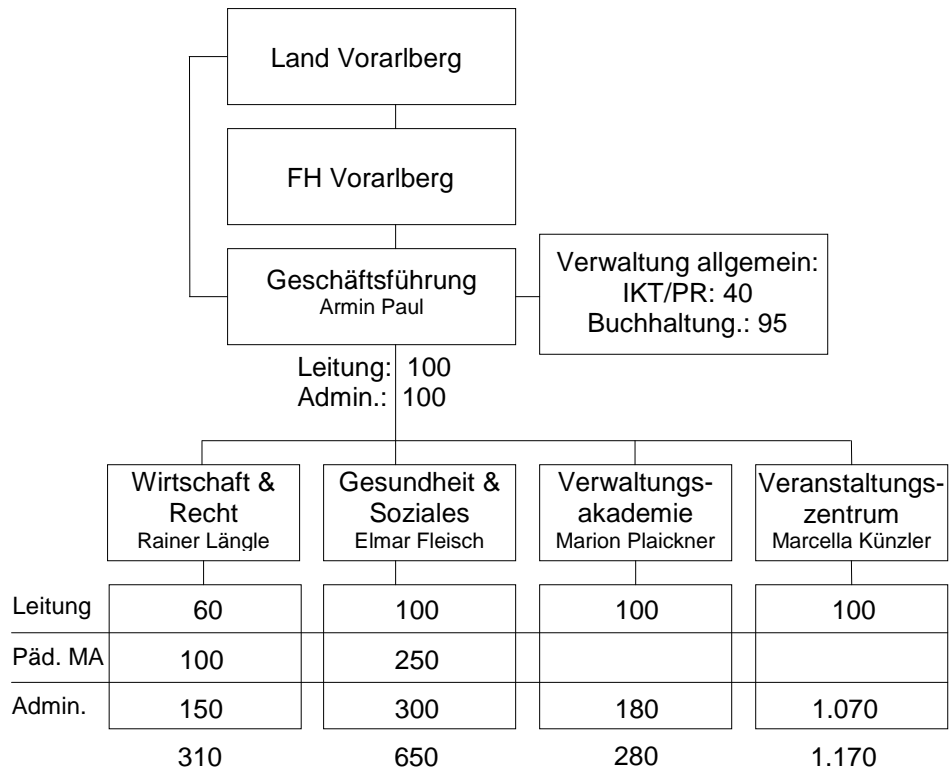 Land Vorarlberg
FH Vorarlberg
Geschäftsführung
Armin Paul
Verwaltung allgemein:
IKT/PR: 40
Buchhaltung.: 95
Leitung: 100
Admin.: 100
Wirtschaft &
Recht
Rainer Längle
Gesundheit &
Soziales
Elmar Fleisch
Verwaltungs-
akademie
Marion Plaickner
Veranstaltungs-
zentrum
Marcella Künzler
Leitung 60 100 100 100
Päd. MA 100 250
Admin. 150 300 180 1.070
310 650 280 1.170